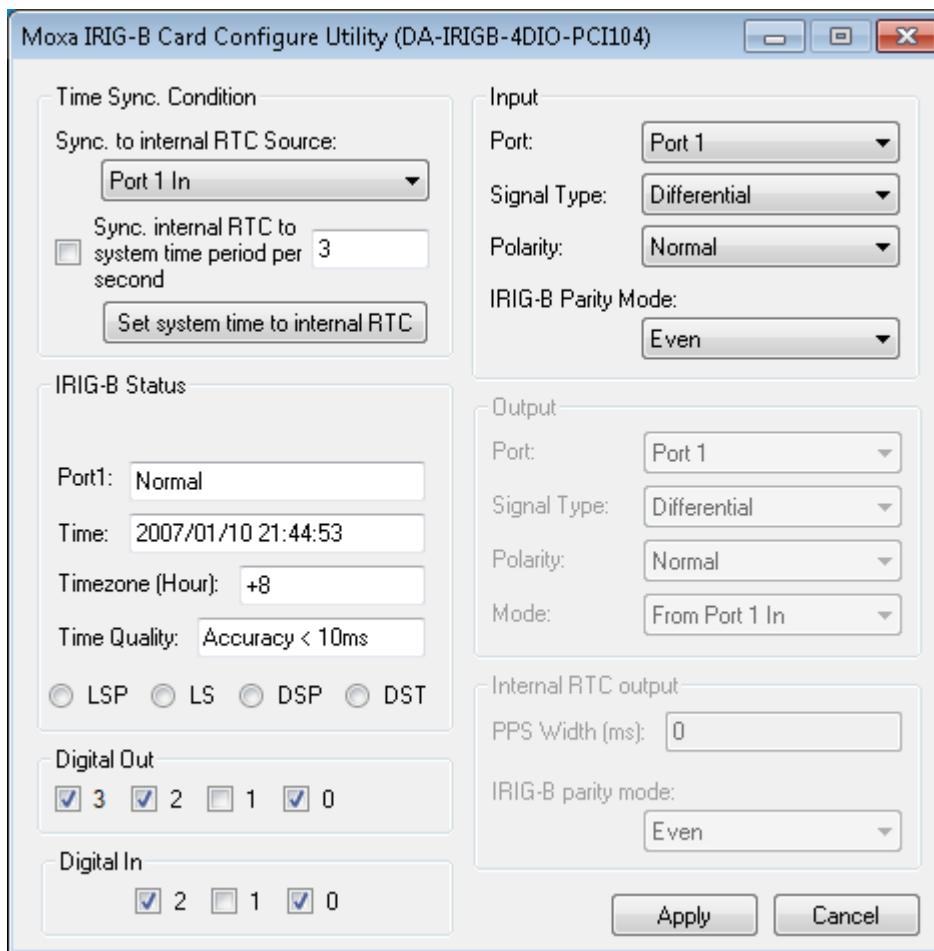 Moxa IRIG-B Card Configure Utility (DA-IRIGB-4DIO-PCI104)
Time Sync. Condition
Sync. to internal RTC Source:
Port 1 In
Sync. internal RTC to
system time period per
second
3
Set system time to internal RTC
IRIG-B Status
Port1: Normal
Time: 2007/01/10 21:44:53
Timezone (Hour): +8
Time Quality: Accuracy < 10ms
LSP LS DSP DST
Digital Out
3 2 1 0
Digital In
2 1 0
Input
Port: Port 1
Signal Type: Differential
Polarity: Normal
IRIG-B Parity Mode:
Even
Output
Port: Port 1
Signal Type: Differential
Polarity: Normal
Mode: From Port 1 In
Internal RTC output
PPS Width (ms): 0
IRIG-B parity mode:
Even
Apply Cancel